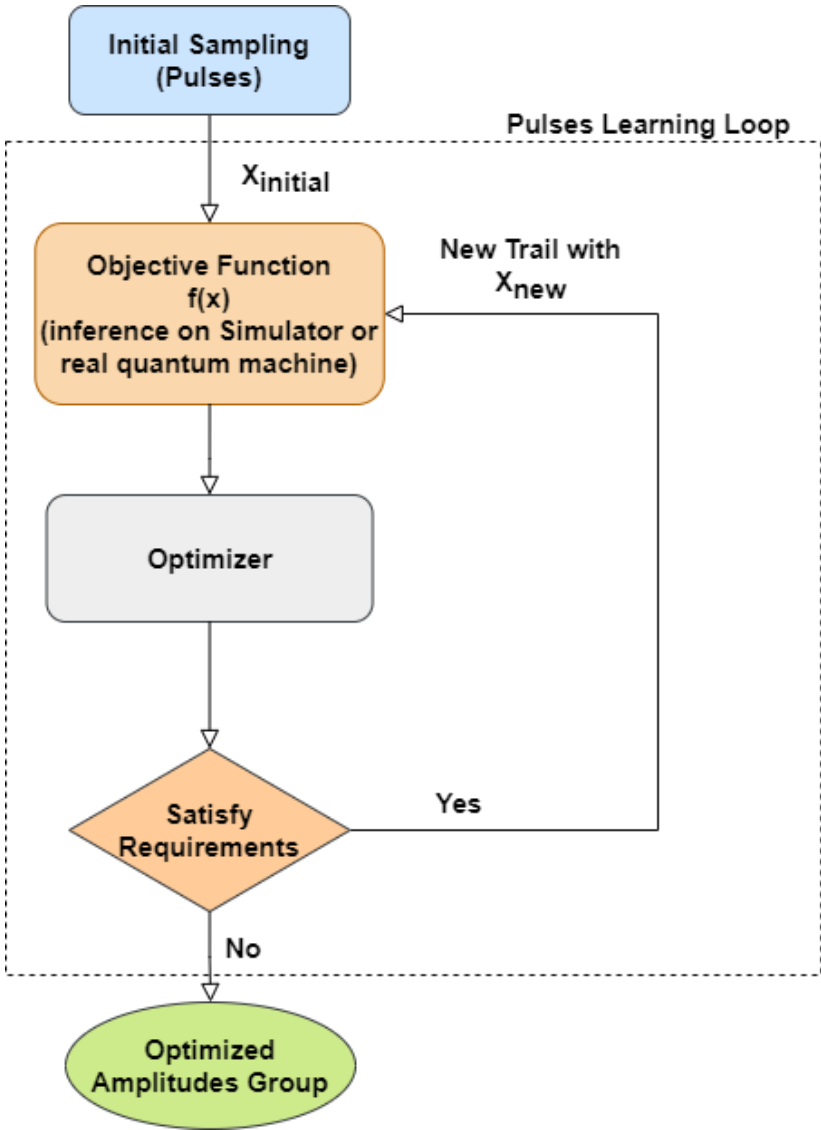 Initial Sampling
(Pulses)
Pulses Learning Loop
Xinitial
New Trail with
Xnew
Objective Function
f(x)
(inference on Simulator or
real quantum machine)
Optimizer
Satisfy
Requirements
Yes
No
Optimized
Amplitudes Group